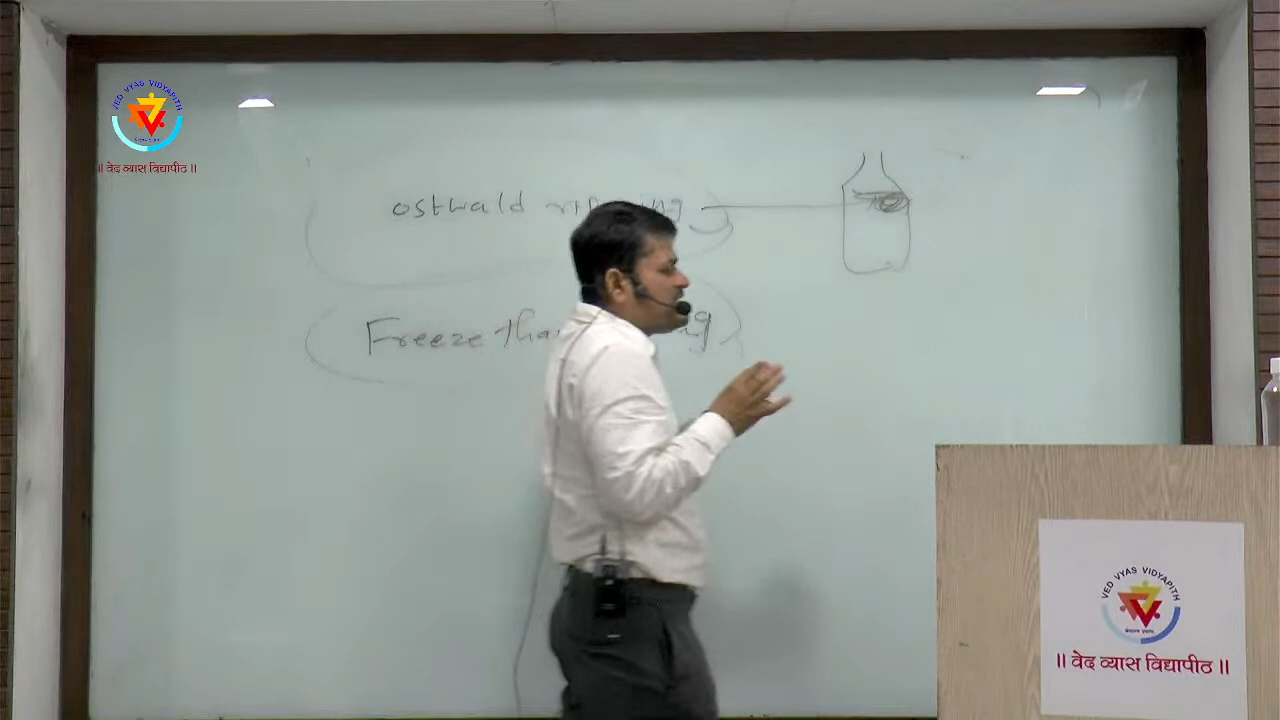 VED VYAS VIDYAPITH
॥ वेद व्यास विद्यापीठ ॥
ostwald
Freeze
VED VYAS VIDYAPITH
॥ वेद व्यास विद्यापीठ ॥